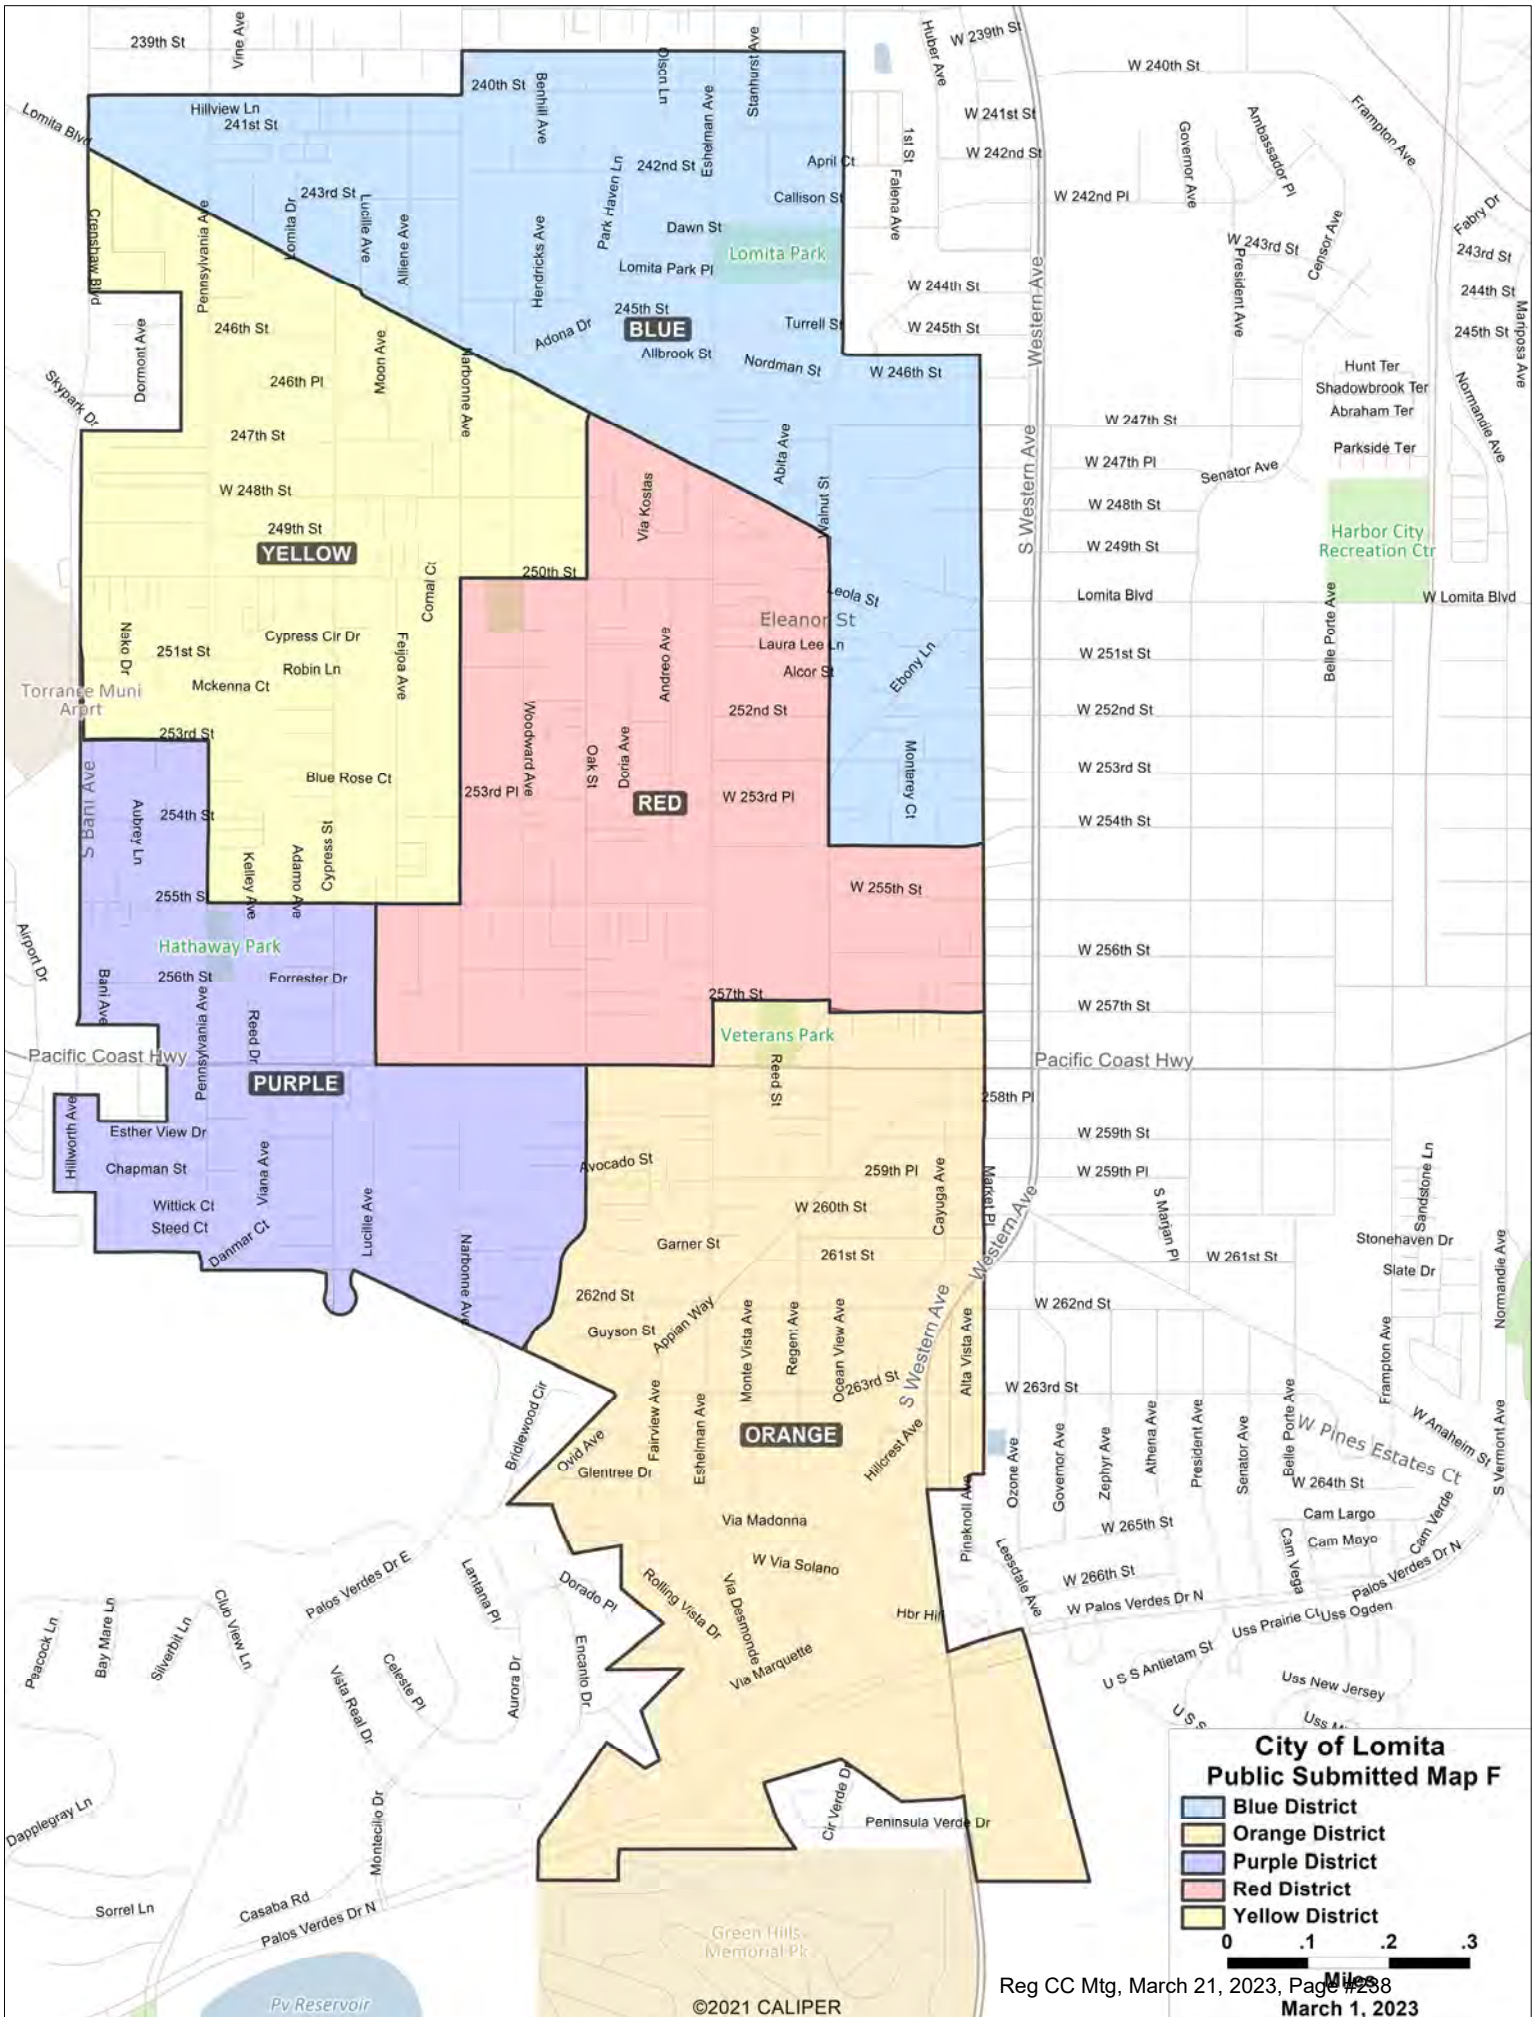 239th St
Vine Ave
Huber Ave
W 239th St
240th St
Benhill Ave
Olson Ln
Eshelman Ave
Stanhurst Ave
W 240th St
Frampton Ave
Lomita Blvd
Hillview Ln
241st St
W 241st St
Ambassador Pl
Governor Ave
1st St
W 242nd St
242nd St
April Ct
Park Haven Ln
243rd St
Callison St
Falena Ave
W 242nd Pl
Fabry Dr
Crenshaw Blvd
Pennsylvania Ave
Lomita Dr
Lucille Ave
Alliene Ave
Hendricks Ave
Dawn St
Lomita Park
Lomita Park Pl
W 243rd St
President Ave
Censor Ave
243rd St
244th St
W 244th St
Western Ave
245th St
BLUE
Turrell St
W 245th St
245th St
Mariposa Ave
246th St
Dormont Ave
Adona Dr
Allbrook St
Nordman St
W 246th St
Hunt Ter
Shadowbrook Ter
Abraham Ter
Parkside Ter
Normandie Ave
Skypark Dr
246th Pl
Moon Ave
Narbonne Ave
247th St
W 247th St
W 247th Pl
Senator Ave
S Western Ave
Abita Ave
Walnut St
Via Kostas
W 248th St
W 248th St
249th St
YELLOW
W 249th St
Harbor City
Recreation Ctr
250th St
Comal Ct
Leola St
Lomita Blvd
W Lomita Blvd
Belle Porte Ave
Eleanor St
Laura Lee Ln
Alcor St
Ebony Ln
Nako Dr
251st St
Cypress Cir Dr
Robin Ln
Mckenna Ct
Feijoa Ave
Andreo Ave
W 251st St
Torrance Muni
Arprt
253rd St
Woodward Ave
Oak St
Doria Ave
252nd St
W 252nd St
Monterey Ct
Blue Rose Ct
253rd Pl
RED
W 253rd Pl
W 253rd St
S Bani Ave
Aubrey Ln
254th St
Cypress St
Kelley Ave
Adamo Ave
W 254th St
255th St
W 255th St
Airport Dr
Hathaway Park
256th St
Forrester Dr
W 256th St
Bani Ave
Pennsylvania Ave
Reed Dr
257th St
W 257th St
Veterans Park
Pacific Coast Hwy
Pacific Coast Hwy
PURPLE
Reed St
258th Pl
Hillworth Ave
Esther View Dr
Chapman St
Viana Ave
Wittick Ct
Steed Ct
Danmar Ct
Lucille Ave
Narbonne Ave
Avocado St
259th Pl
Cayuga Ave
Market Pl
W 259th St
W 259th Pl
S Marjan Pl
Sandstone Ln
W 260th St
Garner St
261st St
W 261st St
Stonehaven Dr
Slate Dr
Normandie Ave
Western Ave
262nd St
Guyson St
Appian Way
Monte Vista Ave
Regent Ave
Ocean View Ave
S Western Ave
Alta Vista Ave
W 262nd St
Frampton Ave
263rd St
W 263rd St
Bridlewood Cir
Ovid Ave
Fairview Ave
Glentree Dr
Eshelman Ave
ORANGE
Hillcrest Ave
Ozone Ave
Governor Ave
Zephyr Ave
Athena Ave
President Ave
Senator Ave
Belle Porte Ave
W Pines Estates Ct
W Anaheim St
S Vermont Ave
W 264th St
Pineknoll Ave
Via Madonna
W Via Solano
Cam Largo
Cam Mayo
Cam Verde
Cam Vega
W 265th St
W 266th St
Leesdale Ave
Palos Verdes Dr N
W Palos Verdes Dr N
Palos Verdes Dr E
Lantana Pl
Dorado Pl
Rolling Vista Dr
Via Desmonde
Via Marquette
Hbr Hil
Peacock Ln
Bay Mare Ln
Silverbit Ln
Club View Ln
Vista Real Dr
Celeste Pl
Aurora Dr
Encanto Dr
Uss Prairie Ct
Uss Ogden
U S S Antietam St
Uss New Jersey
U S S
Dapplegray Ln
Montecillo Dr
Cir Verde Dr
Peninsula Verde Dr
Sorrel Ln
Casaba Rd
Palos Verdes Dr N
Green Hills
Memorial Pk
Pv Reservoir
©2021 CALIPER
City of Lomita
Public Submitted Map F
Blue District
Orange District
Purple District
Red District
Yellow District
0 .1 .2 .3
Miles
Reg CC Mtg, March 21, 2023, Page #238
March 1, 2023